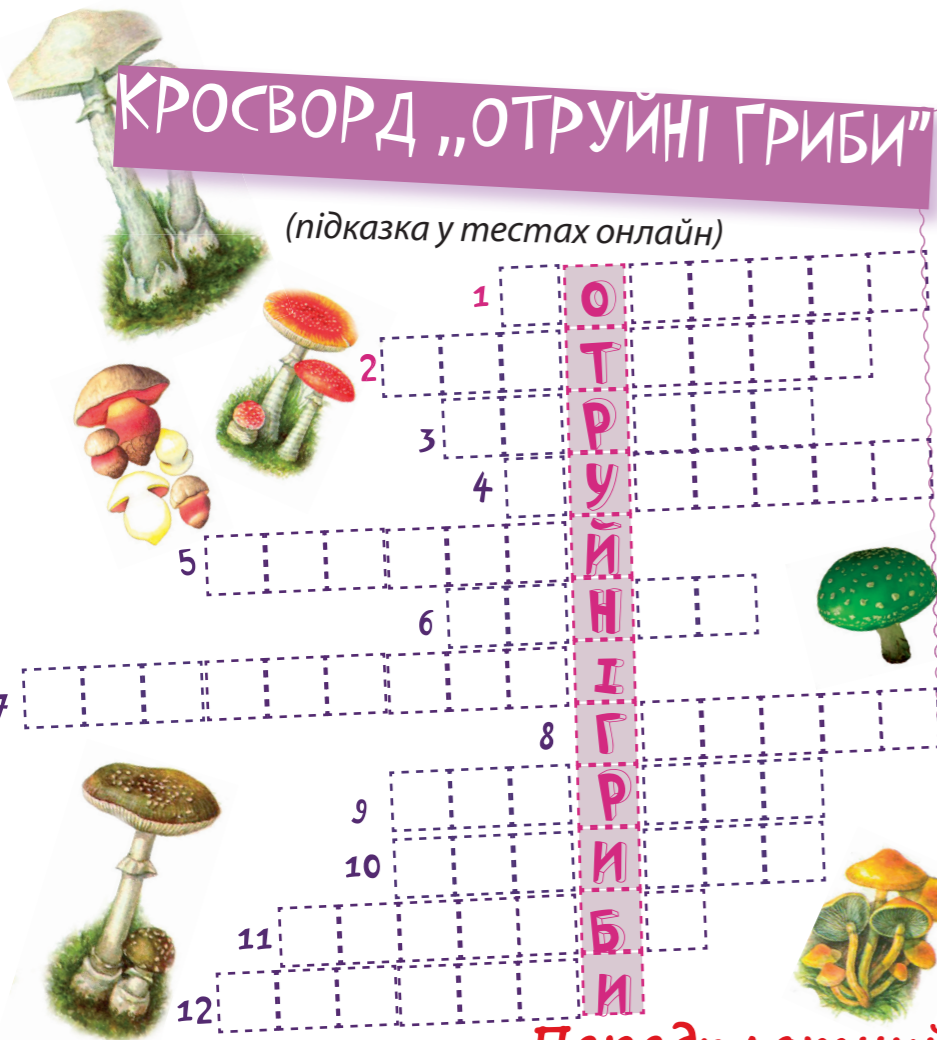 КРОСВОРД ,,ОТРУЙНІ ГРИБИ”
(підказка у тестах онлайн)
1 О
2 Т
3 Р
4 У
5 Й
6 Н
7 І
8 Г
9 Р
10 И
11 Б
12 И